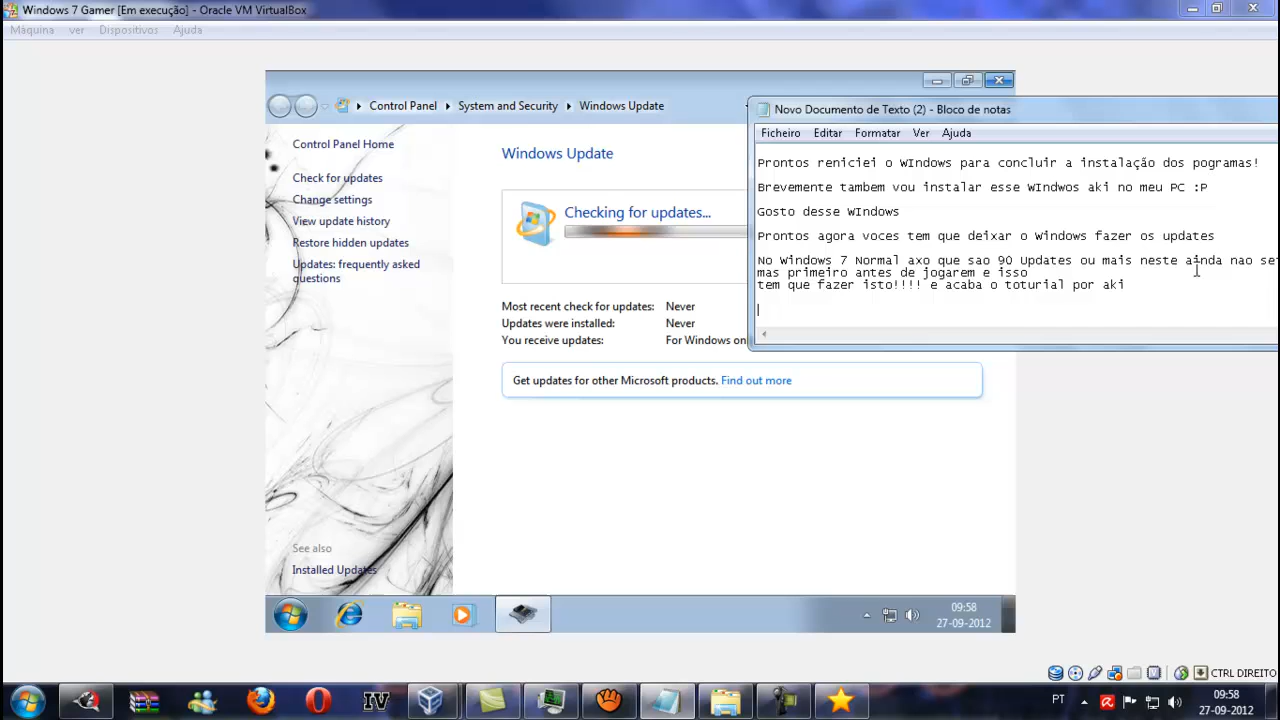 Windows 7 Gamer [Em execução] - Oracle VM VirtualBox
Máquina ver Dispositivos Ajuda
Control Panel System and Security Windows Update
Control Panel Home
Check for updates
Change settings
View update history
Restore hidden updates
Updates: frequently asked
questions
See also
Installed Updates
Windows Update
Checking for updates...
Most recent check for updates: Never
Updates were installed: Never
You receive updates: For Windows on
Get updates for other Microsoft products. Find out more
Novo Documento de Texto (2) - Bloco de notas
Ficheiro Editar Formatar Ver Ajuda
Prontos reniciei o WIndows para concluir a instalação dos pogramas!
Brevemente tambem vou instalar esse WIndwos aki no meu PC :P
Gosto desse WIndows
Prontos agora voces tem que deixar o windows fazer os updates
No Windows 7 Normal axo que sao 90 Updates ou mais neste ainda nao se
mas primeiro antes de jogarem e isso
tem que fazer isto!!!! e acaba o toturial por aki
09:58
27-09-2012
CTRL DIREITO
IV
PT
09:58
27-09-2012